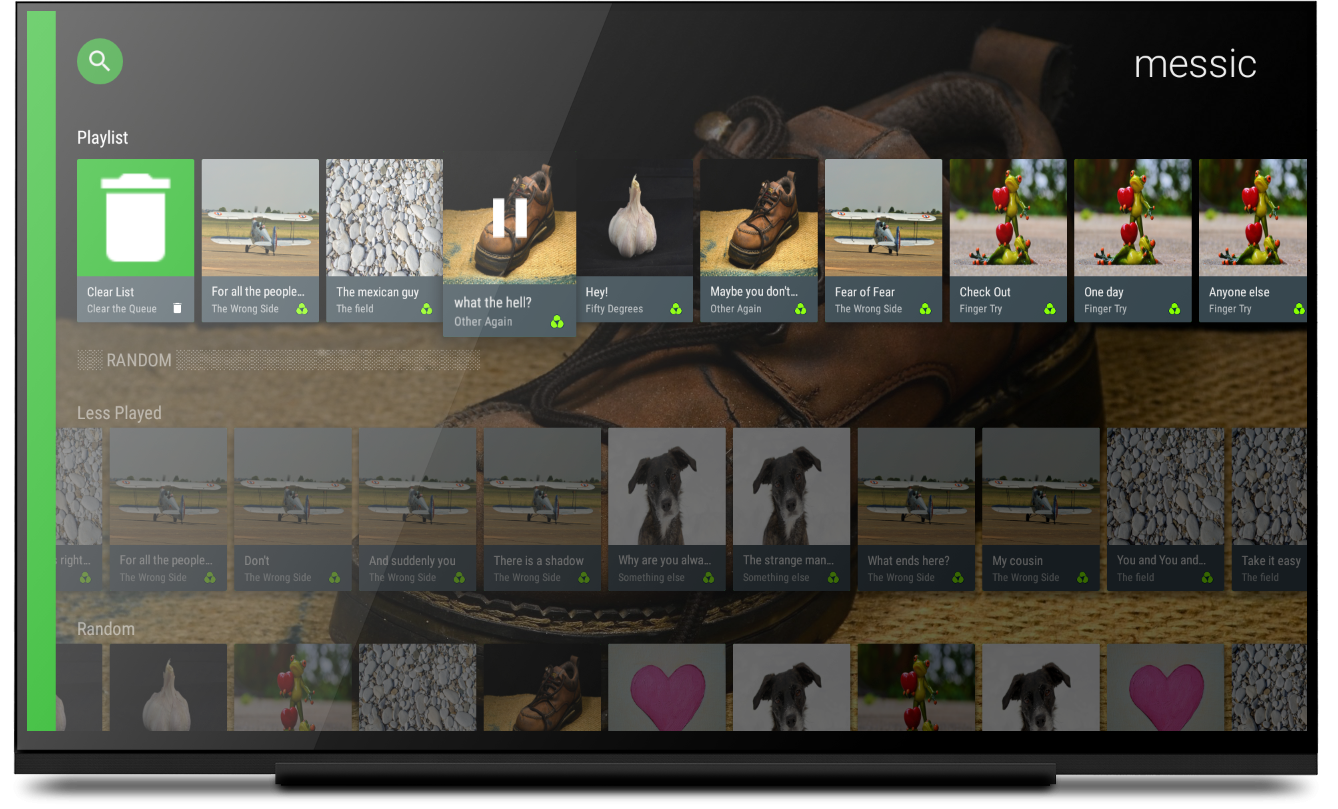 messic
Playlist
Clear List
Clear the Queue
For all the people...
The Wrong Side
The mexican guy
The field
what the hell?
Other Again
Hey!
Fifty Degrees
Maybe you don't...
Other Again
Fear of Fear
The Wrong Side
Check Out
Finger Try
One day
Finger Try
Anyone else
Finger Try
RANDOM
Less Played
s right...
For all the people...
The Wrong Side
Don't
The Wrong Side
And suddenly you
The Wrong Side
There is a shadow
The Wrong Side
Why are you alwa...
Something else
The strange man...
Something else
What ends here?
The Wrong Side
My cousin
The Wrong Side
You and You and...
The field
Take it easy
The field
Random